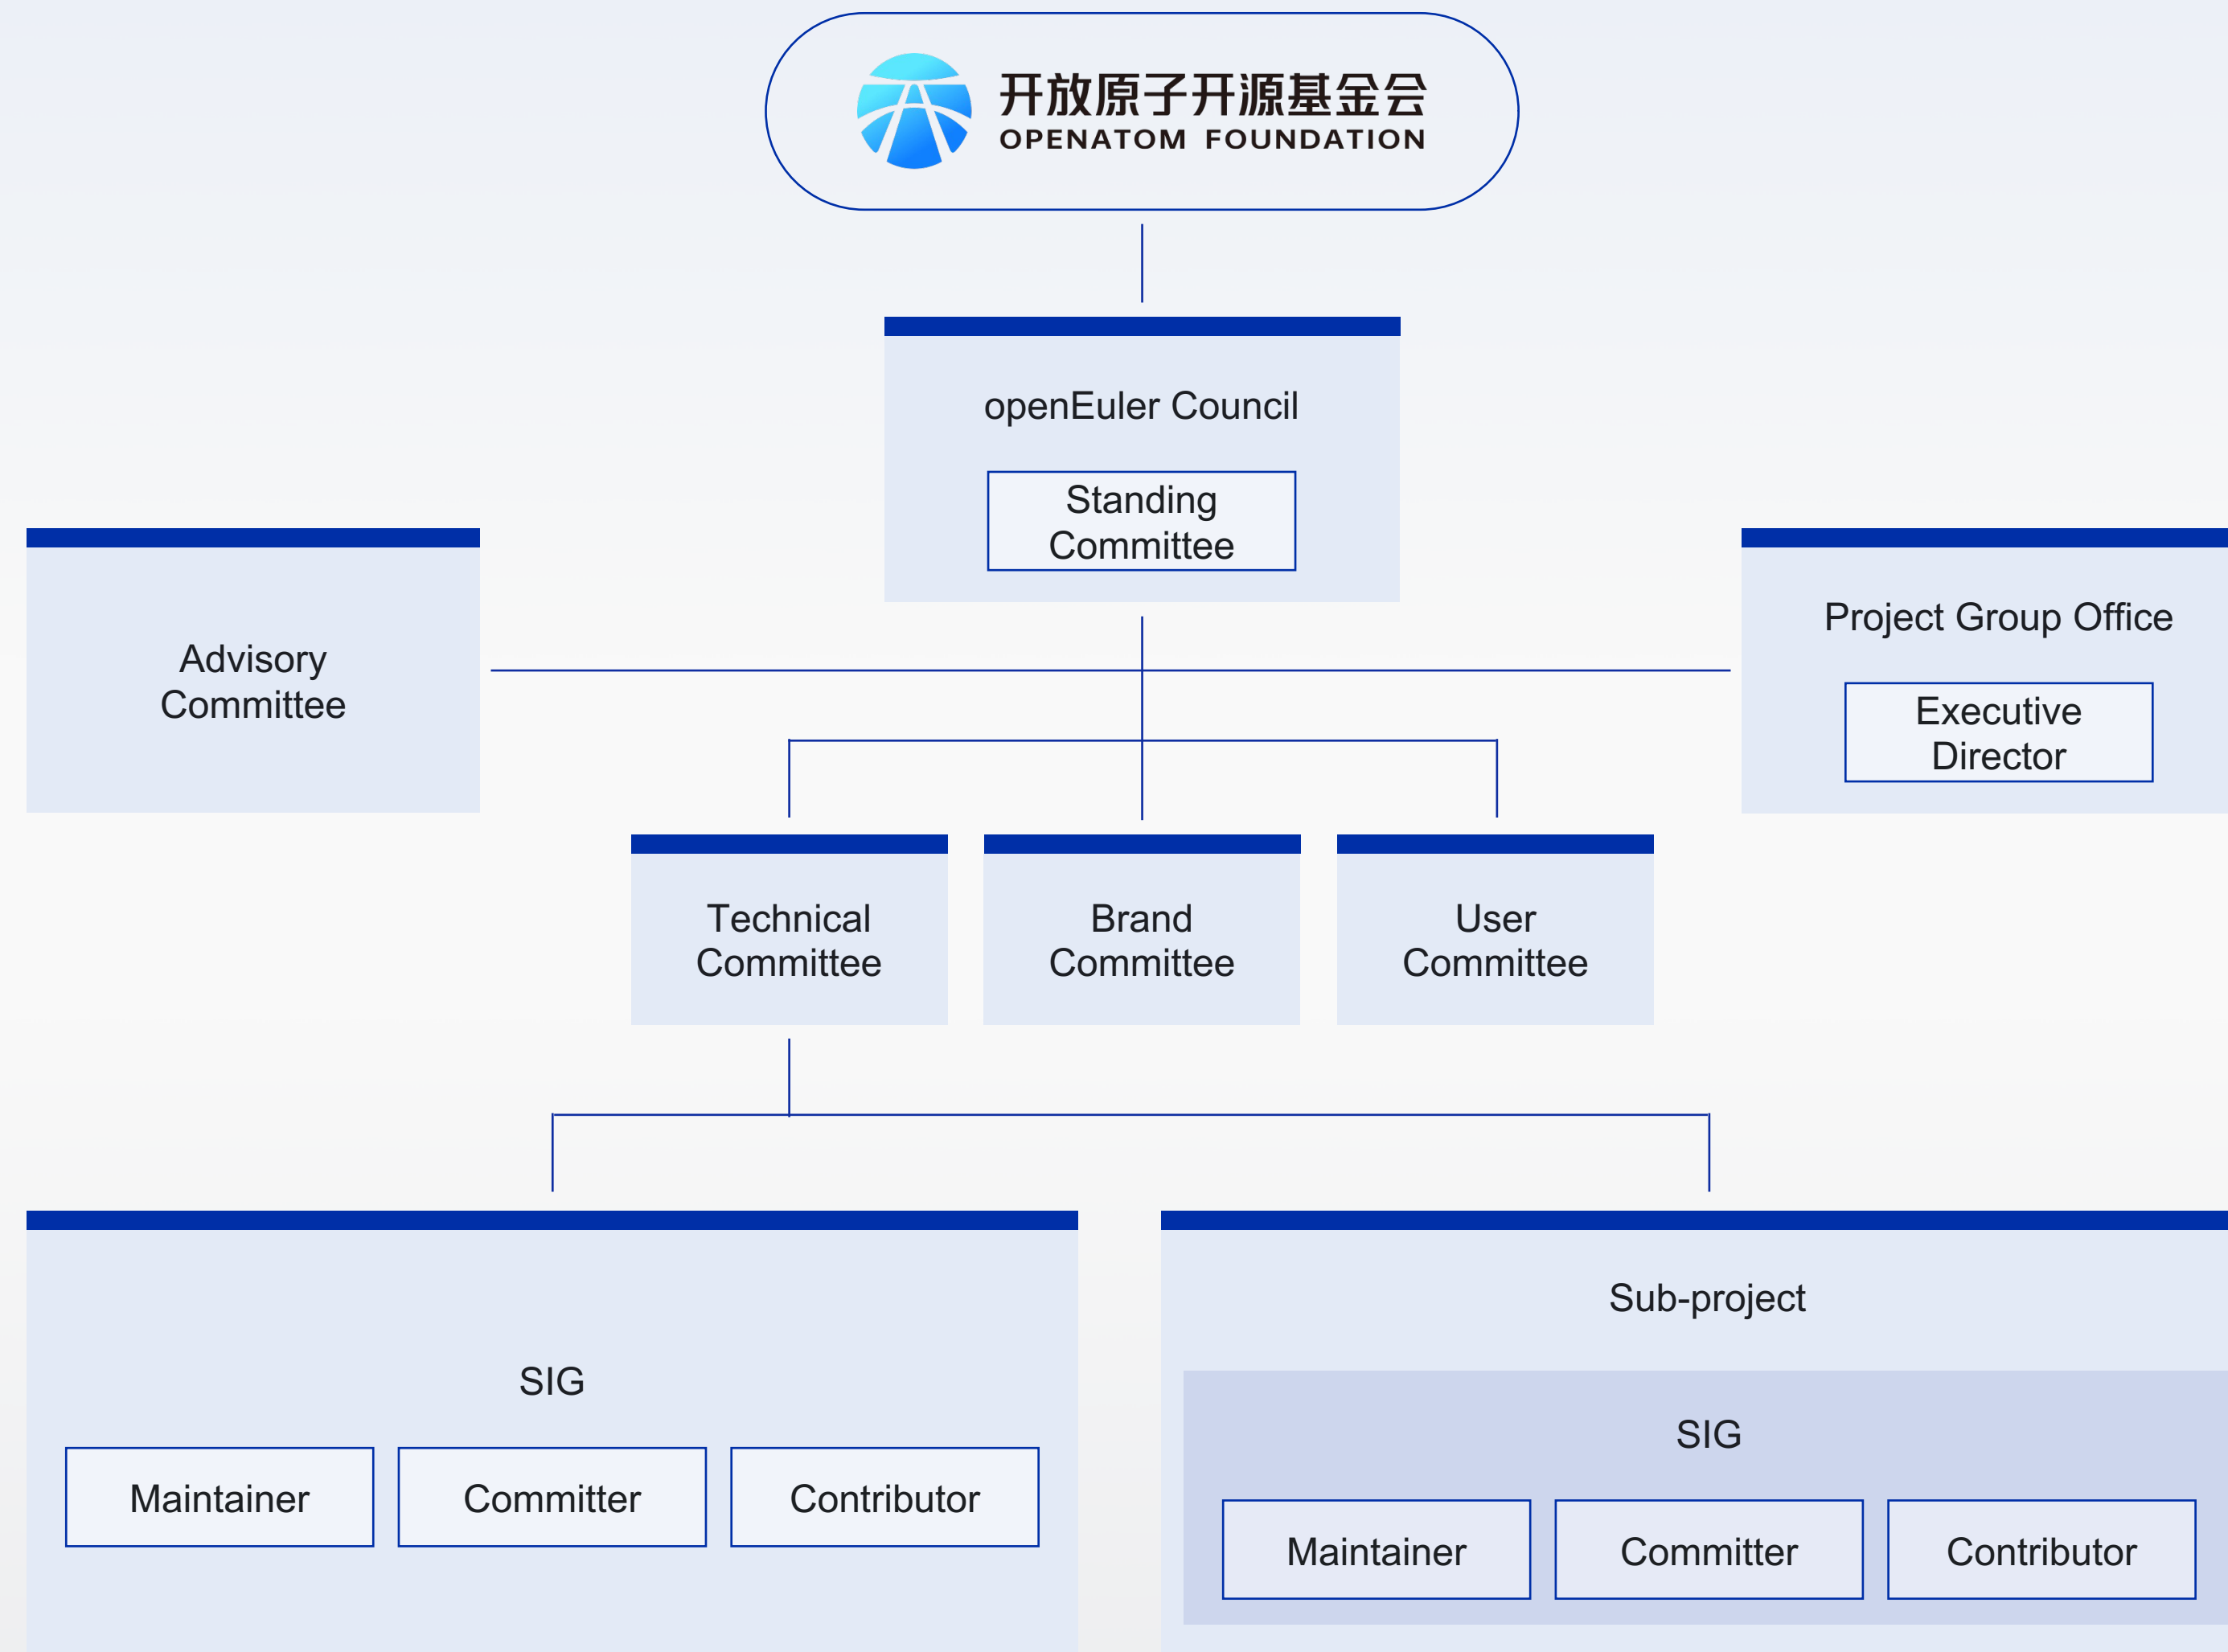 开放原子开源基金会
OPENATOM FOUNDATION
openEuler Council
Standing
Committee
Advisory
Committee
Project Group Office
Executive
Director
Technical
Committee
Brand
Committee
User
Committee
SIG
Maintainer
Committer
Contributor
Sub-project
SIG
Maintainer
Committer
Contributor